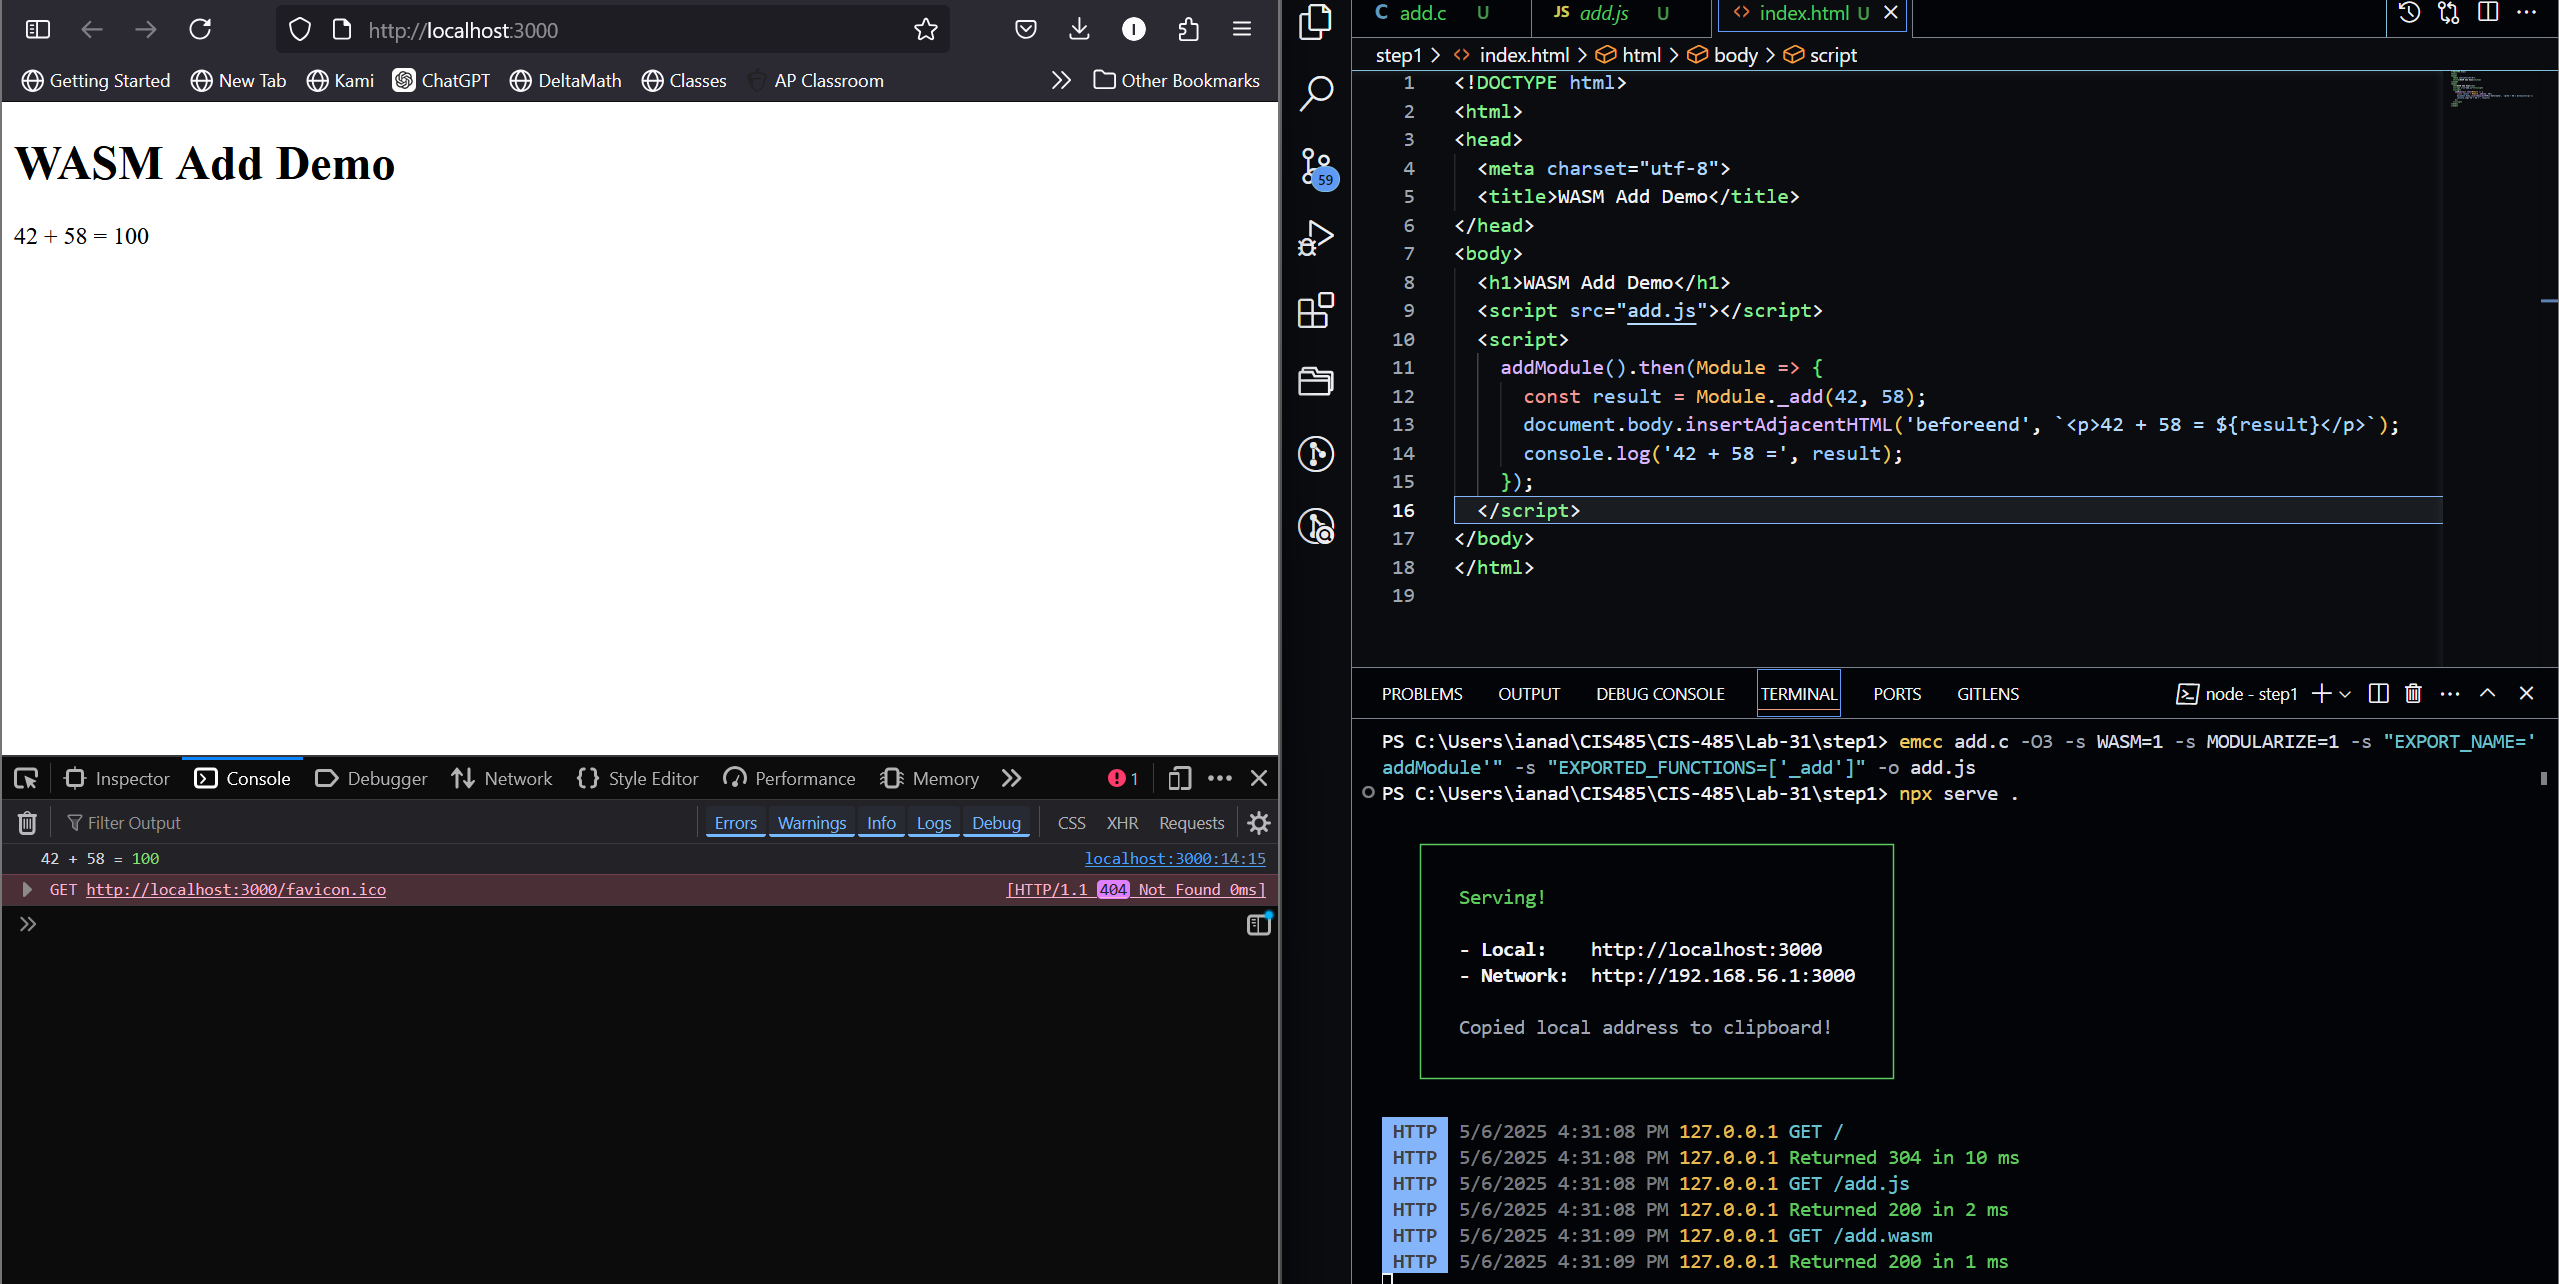 http://localhost:3000
Getting Started New Tab Kami ChatGPT DeltaMath Classes AP Classroom Other Bookmarks
WASM Add Demo
42 + 58 = 100
Inspector Console Debugger Network Style Editor Performance Memory 1
Filter Output Errors Warnings Info Logs Debug CSS XHR Requests
42 + 58 = 100 localhost:3000:14:15
GET http://localhost:3000/favicon.ico [HTTP/1.1 404 Not Found 0ms]
59
C add.c U JS add.js U index.html U
step1 > index.html > html > body > script
1 <!DOCTYPE html>
2 <html>
3 <head>
4 <meta charset="utf-8">
5 <title>WASM Add Demo</title>
6 </head>
7 <body>
8 <h1>WASM Add Demo</h1>
9 <script src="add.js"></script>
10 <script>
11 addModule().then(Module => {
12 const result = Module._add(42, 58);
13 document.body.insertAdjacentHTML('beforeend', `<p>42 + 58 = ${result}</p>`);
14 console.log('42 + 58 =', result);
15 });
16 </script>
17 </body>
18 </html>
19
PROBLEMS OUTPUT DEBUG CONSOLE TERMINAL PORTS GITLENS node - step1
PS C:\Users\ianad\CIS485\CIS-485\Lab-31\step1> emcc add.c -O3 -s WASM=1 -s MODULARIZE=1 -s "EXPORT_NAME='
addModule'" -s "EXPORTED_FUNCTIONS=['_add']" -o add.js
PS C:\Users\ianad\CIS485\CIS-485\Lab-31\step1> npx serve .
Serving!
- Local: http://localhost:3000
- Network: http://192.168.56.1:3000
Copied local address to clipboard!
HTTP 5/6/2025 4:31:08 PM 127.0.0.1 GET /
HTTP 5/6/2025 4:31:08 PM 127.0.0.1 Returned 304 in 10 ms
HTTP 5/6/2025 4:31:08 PM 127.0.0.1 GET /add.js
HTTP 5/6/2025 4:31:08 PM 127.0.0.1 Returned 200 in 2 ms
HTTP 5/6/2025 4:31:09 PM 127.0.0.1 GET /add.wasm
HTTP 5/6/2025 4:31:09 PM 127.0.0.1 Returned 200 in 1 ms